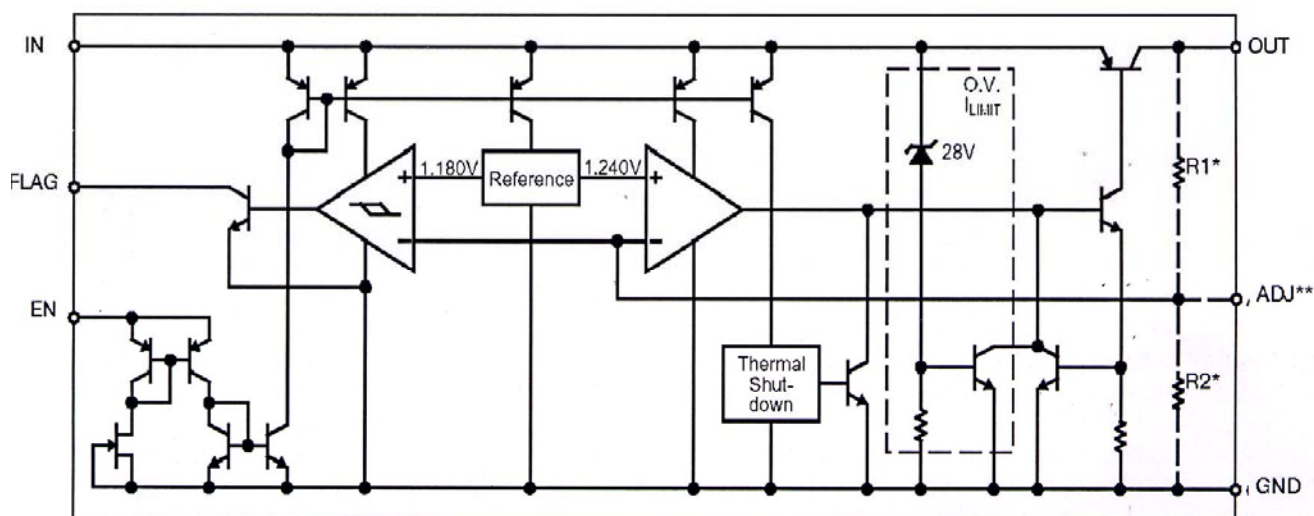 IN
OUT
O.V.
ILIMIT
28V
R1*
FLAG
+
1.180V
Reference
1.240V
+
−
−
EN
ADJ**
Thermal
Shut-
down
R2*
GND